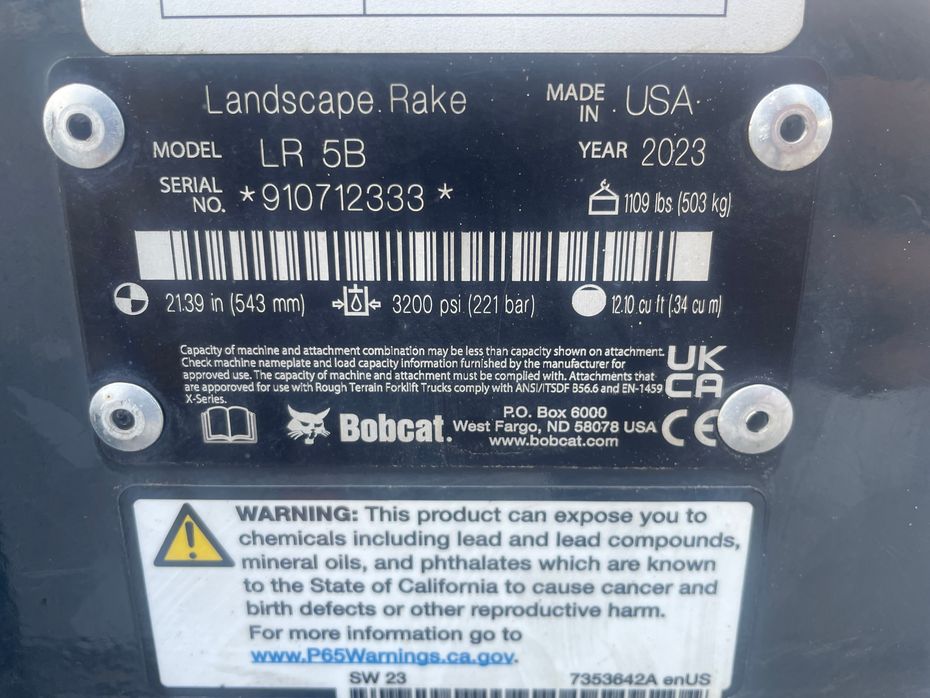 Landscape Rake MADE IN USA
MODEL LR 5B YEAR 2023
SERIAL NO. *910712333* 1109 lbs (503 kg)
21.39 in (543 mm) 3200 psi (221 bar) 12.10 cu ft (.34 cu m)
Capacity of machine and attachment combination may be less than capacity shown on attachment.
Check machine nameplate and load capacity information furnished by the manufacturer for
approved use. The capacity of machine and attachment must be complied with. Attachments that
are apporoved for use with Rough Terrain Forklift Trucks comply with ANSI/ITSDF B56.6 and EN-1459
X-Series.
UK
CA
Bobcat.
P.O. Box 6000
West Fargo, ND 58078 USA
www.bobcat.com
CE
WARNING: This product can expose you to
chemicals including lead and lead compounds,
mineral oils, and phthalates which are known
to the State of California to cause cancer and
birth defects or other reproductive harm.
For more information go to
www.P65Warnings.ca.gov.
SW 23 7353642A enUS